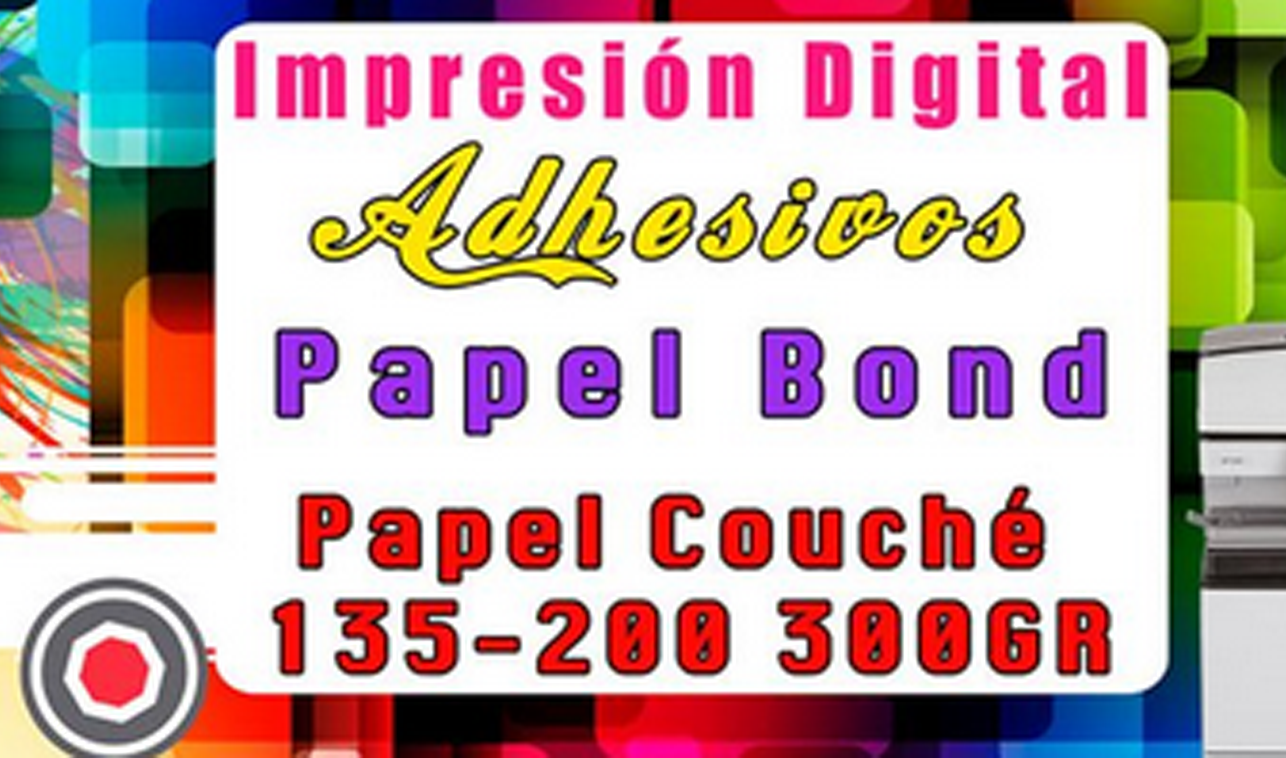 Impresión Digital
Adhesivos
Papel Bond
Papel Couché
135-200 300GR